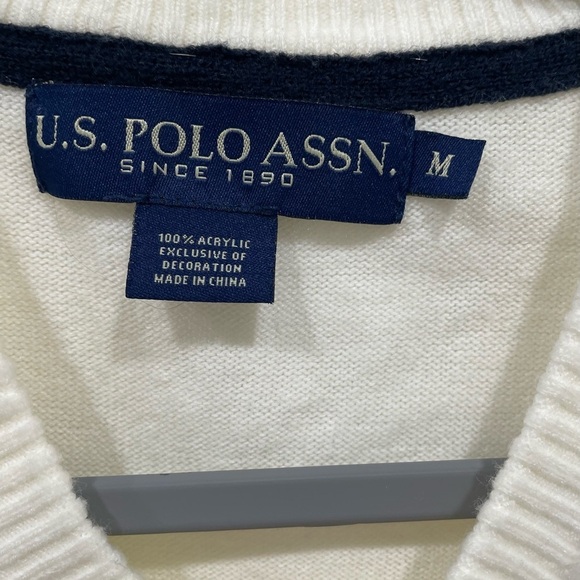 U.S. POLO ASSN.
SINCE 1890
M
100% ACRYLIC
EXCLUSIVE OF
DECORATION
MADE IN CHINA